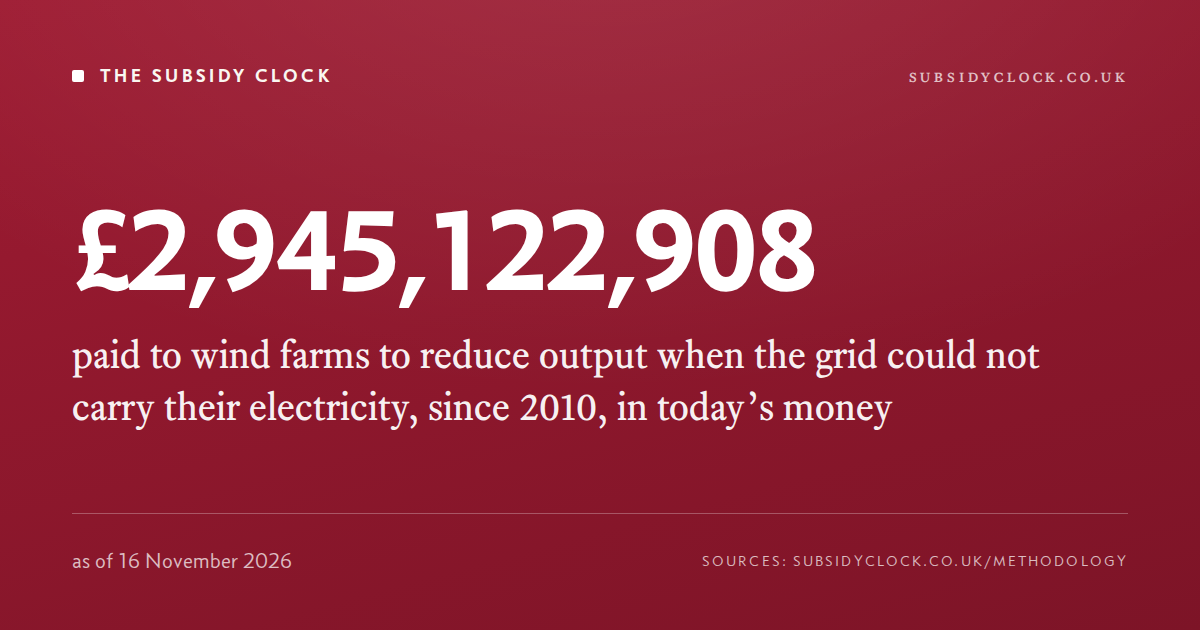 THE SUBSIDY CLOCK
SUBSIDYCLOCK.CO.UK
£2,945,122,908
paid to wind farms to reduce output when the grid could not
carry their electricity, since 2010, in today’s money
as of 16 November 2026
SOURCES: SUBSIDYCLOCK.CO.UK/METHODOLOGY